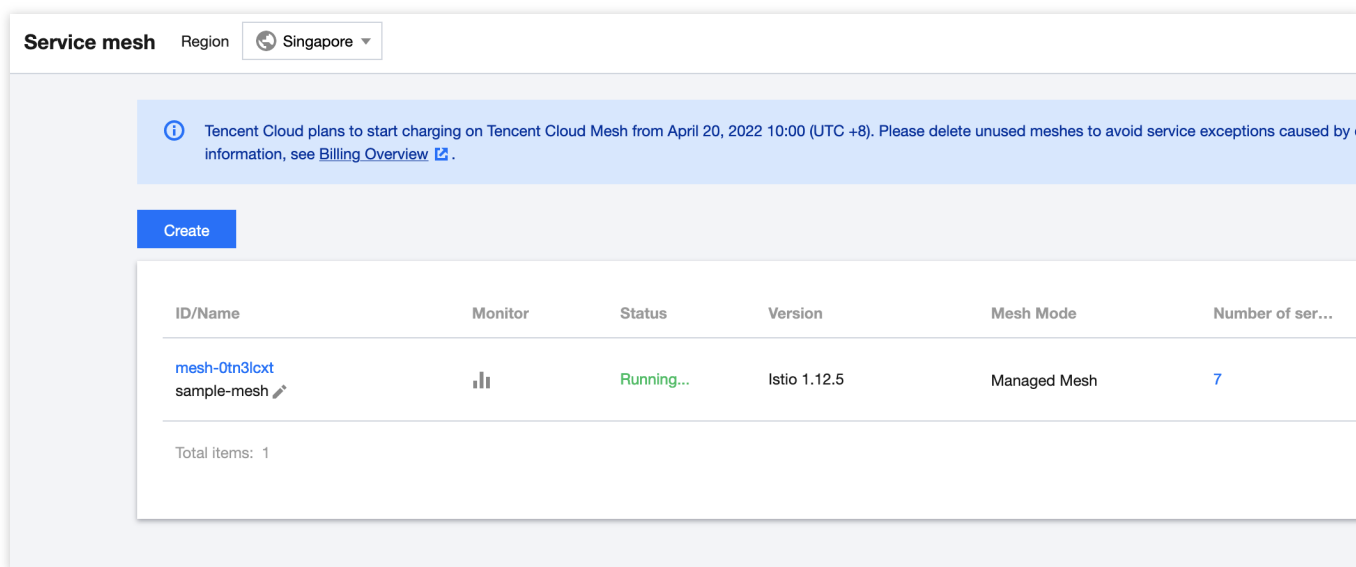 Service mesh Region Singapore
Tencent Cloud plans to start charging on Tencent Cloud Mesh from April 20, 2022 10:00 (UTC +8). Please delete unused meshes to avoid service exceptions caused by
information, see Billing Overview .
Create
ID/Name Monitor Status Version Mesh Mode Number of ser...
mesh-0tn3lcxt Running... Istio 1.12.5 Managed Mesh 7
sample-mesh
Total items: 1